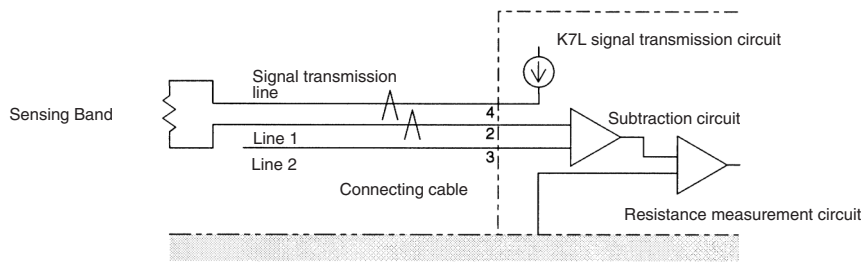 K7L signal transmission circuit
Signal transmission
line
Sensing Band
4
Subtraction circuit
2
Line 1
3
Line 2
Connecting cable
Resistance measurement circuit